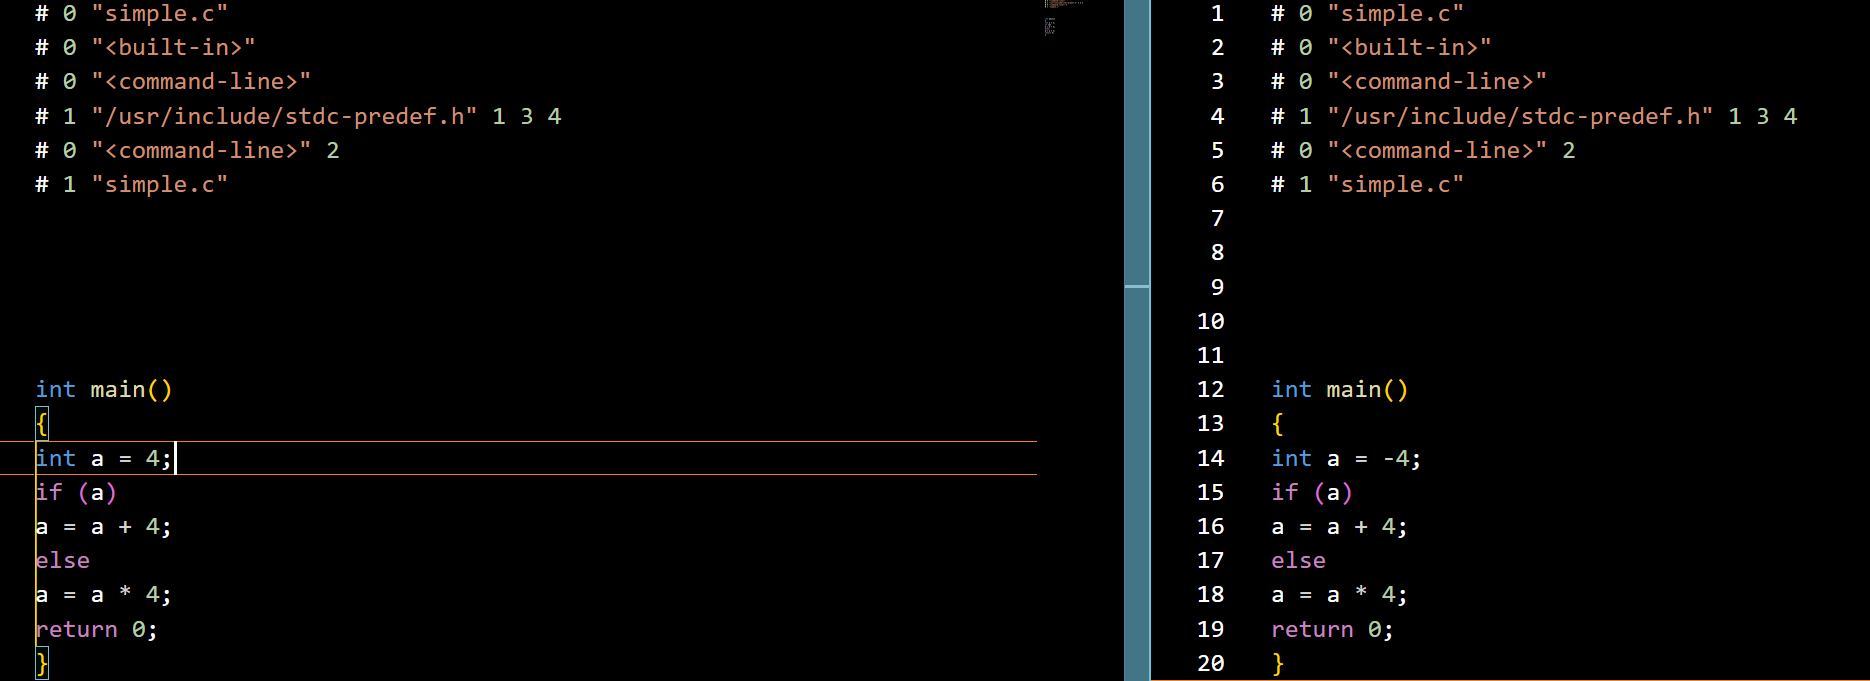 # 0 "simple.c"
# 0 "<built-in>"
# 0 "<command-line>"
# 1 "/usr/include/stdc-predef.h" 1 3 4
# 0 "<command-line>" 2
# 1 "simple.c"
int main()
{
int a = 4;
if (a)
a = a + 4;
else
a = a * 4;
return 0;
}
1 # 0 "simple.c"
2 # 0 "<built-in>"
3 # 0 "<command-line>"
4 # 1 "/usr/include/stdc-predef.h" 1 3 4
5 # 0 "<command-line>" 2
6 # 1 "simple.c"
7
8
9
10
11
12 int main()
13 {
14 int a = -4;
15 if (a)
16 a = a + 4;
17 else
18 a = a * 4;
19 return 0;
20 }